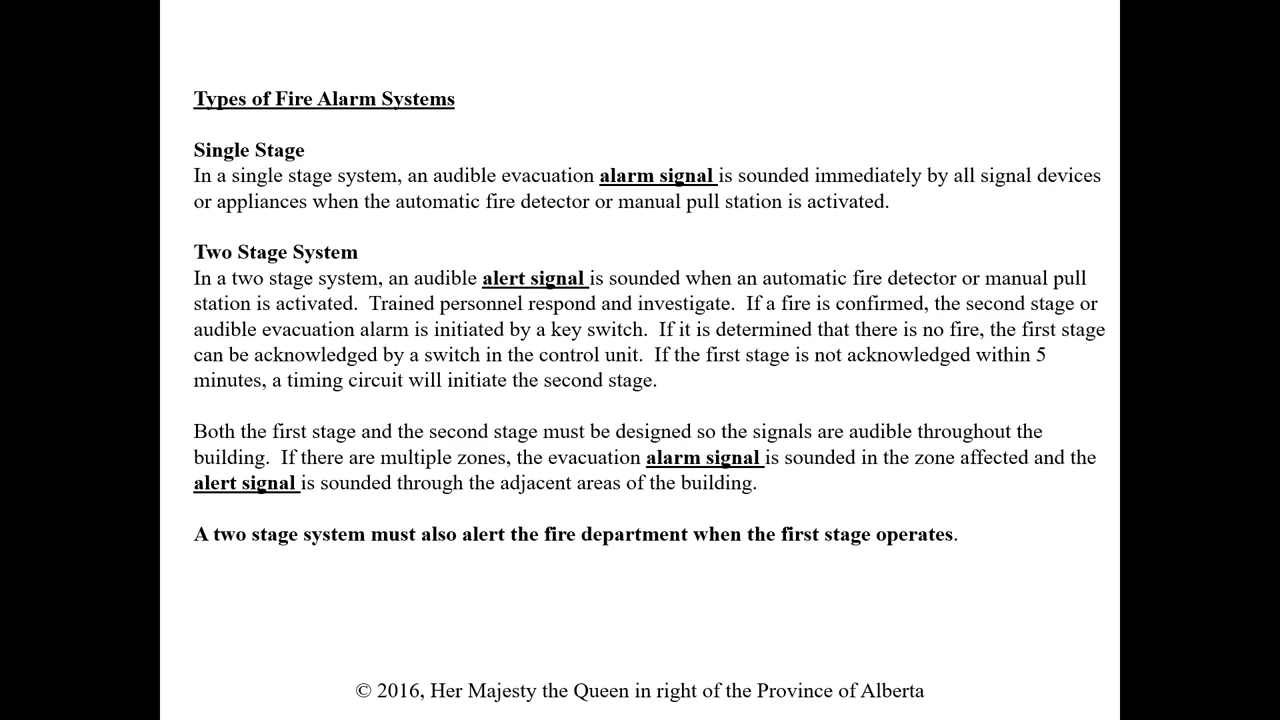 Types of Fire Alarm Systems
Single Stage
In a single stage system, an audible evacuation alarm signal is sounded immediately by all signal devices
or appliances when the automatic fire detector or manual pull station is activated.
Two Stage System
In a two stage system, an audible alert signal is sounded when an automatic fire detector or manual pull
station is activated.  Trained personnel respond and investigate.  If a fire is confirmed, the second stage or
audible evacuation alarm is initiated by a key switch.  If it is determined that there is no fire, the first stage
can be acknowledged by a switch in the control unit.  If the first stage is not acknowledged within 5
minutes, a timing circuit will initiate the second stage.
Both the first stage and the second stage must be designed so the signals are audible throughout the
building.  If there are multiple zones, the evacuation alarm signal is sounded in the zone affected and the
alert signal is sounded through the adjacent areas of the building.
A two stage system must also alert the fire department when the first stage operates.
© 2016, Her Majesty the Queen in right of the Province of Alberta